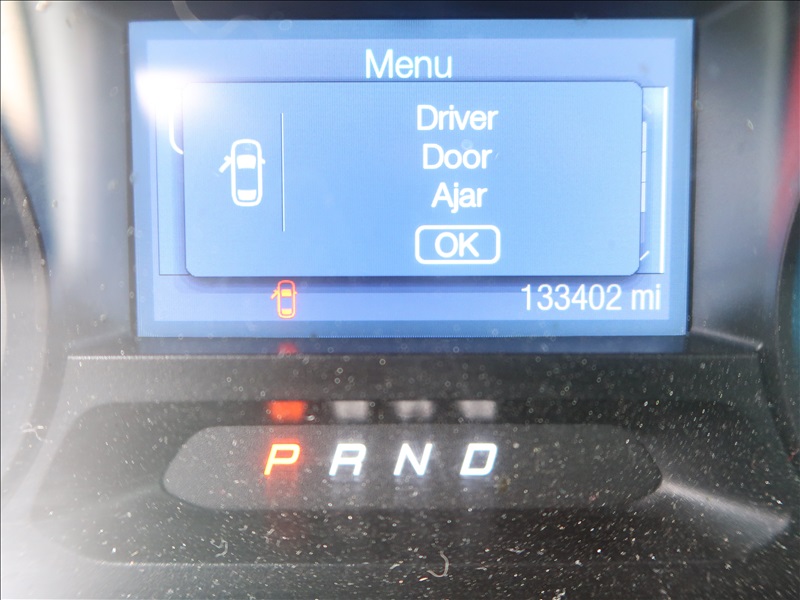 Menu
Driver
Door
Ajar
OK
133402 mi
P R N D